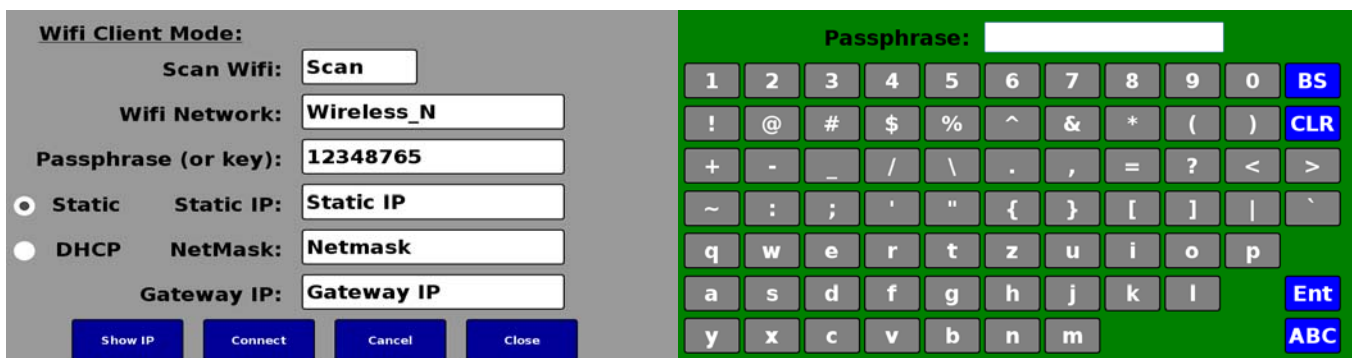 Wifi Client Mode:
Scan Wifi: Scan
Wifi Network: Wireless_N
Passphrase (or key): 12348765
Static Static IP: Static IP
DHCP NetMask: Netmask
Gateway IP: Gateway IP
Show IP Connect Cancel Close
Passphrase:
1 2 3 4 5 6 7 8 9 0 BS
! @ # $ % ^ & * ( ) CLR
+ - _ / \ . , = ? < >
~ : ; ' " { } [ ] | `
q w e r t z u i o p
a s d f g h j k l Ent
y x c v b n m ABC